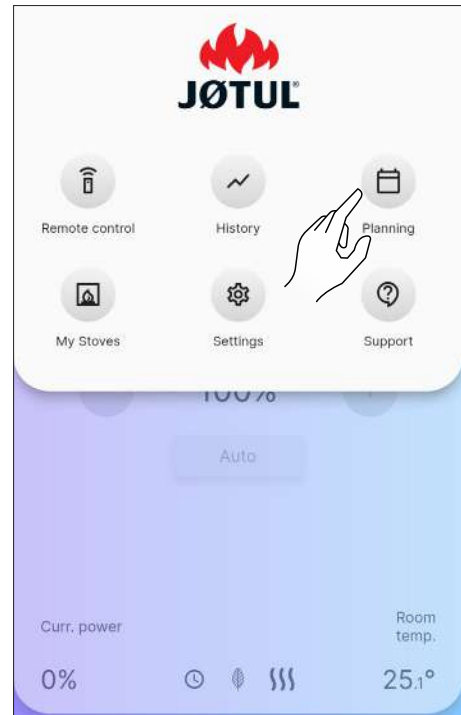 JØTUL
Remote control
History
Planning
My Stoves
Settings
Support
100%
Auto
Curr. power
Room
temp.
0%
25.1°